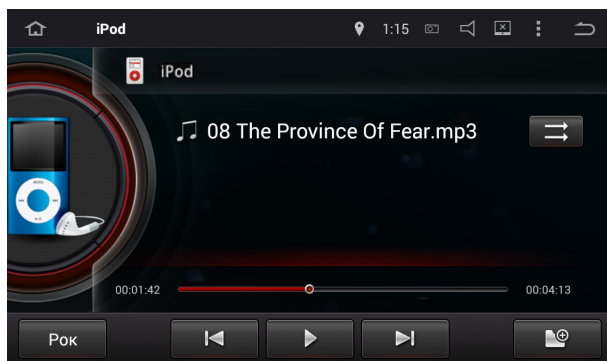 iPod
1:15
iPod
08 The Province Of Fear.mp3
00:01:42
00:04:13
Рок